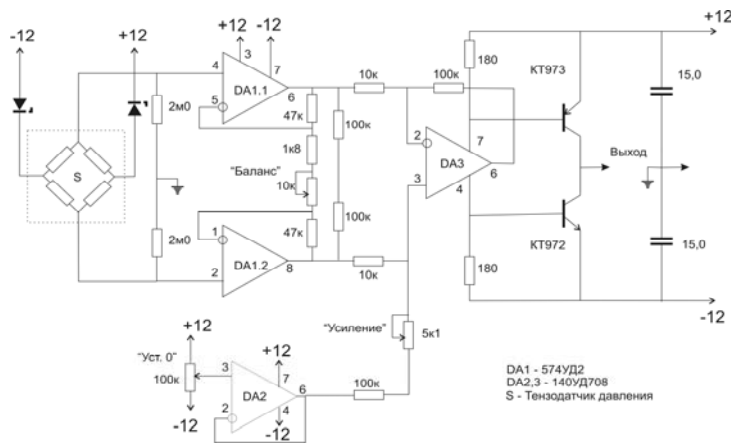 -12
+12
+12
-12
3
7
4
DA1.1
5
6
2м0
S
47к
1к8
"Баланс"
10к
47к
100к
100к
2м0
1
DA1.2
2
8
10к
100к
2
DA3
3
7
4
6
10к
180
КТ973
+12
15,0
Выход
КТ972
180
15,0
-12
"Усиление"
5к1
+12
"Уст. 0"
100к
-12
+12
3
7
DA2
6
2
4
-12
100к
DA1 - 574УД2
DA2,3 - 140УД708
S - Тензодатчик давления